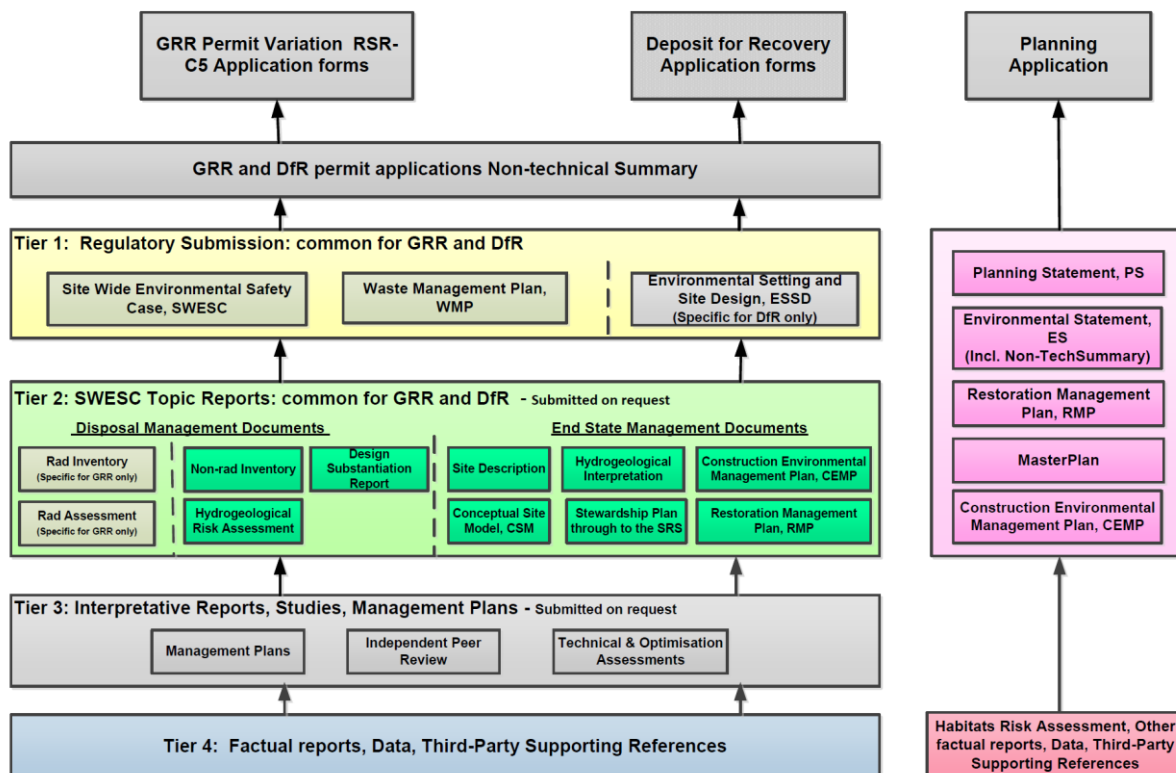 GRR Permit Variation  RSR-
C5 Application forms
Deposit for Recovery
Application forms
Planning
Application
GRR and DfR permit applications Non-technical Summary
Tier 1:  Regulatory Submission: common for GRR and DfR
Site Wide Environmental Safety
Case, SWESC
Waste Management Plan,
WMP
Environmental Setting and
Site Design, ESSD
(Specific for DfR only)
Tier 2: SWESC Topic Reports: common for GRR and DfR  - Submitted on request
Disposal Management Documents
Rad Inventory
(Specific for GRR only)
Non-rad Inventory
Design
Substantiation
Report
Rad Assessment
(Specific for GRR only)
Hydrogeological
Risk Assessment
End State Management Documents
Site Description
Hydrogeological
Interpretation
Construction Environmental
Management Plan, CEMP
Conceptual Site
Model, CSM
Stewardship Plan
through to the SRS
Restoration Management
Plan, RMP
Tier 3: Interpretative Reports, Studies, Management Plans - Submitted on request
Management Plans
Independent Peer
Review
Technical & Optimisation
Assessments
Tier 4:  Factual reports, Data, Third-Party Supporting References
Planning Statement, PS
Environmental Statement,
ES
(Incl. Non-TechSummary)
Restoration Management
Plan, RMP
MasterPlan
Construction Environmental
Management Plan, CEMP
Habitats Risk Assessment, Other
factual reports, Data, Third-Party
Supporting References